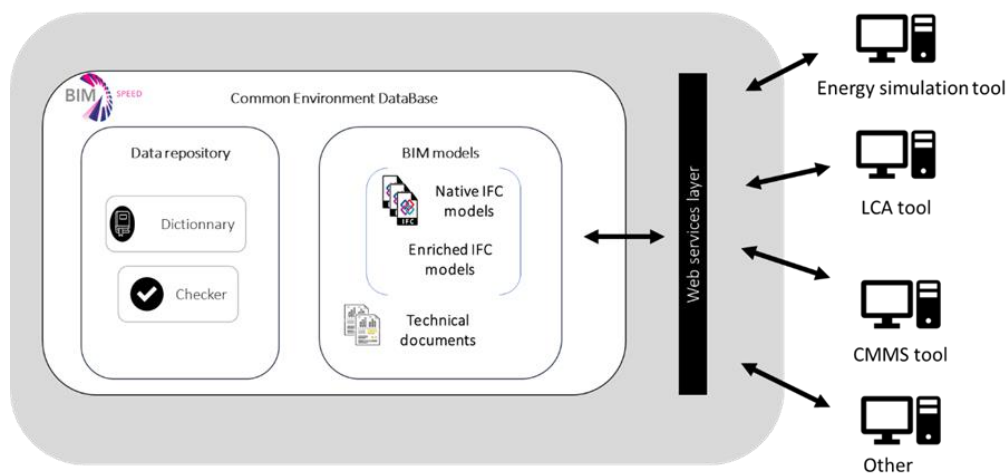 BIM SPEED
Common Environment DataBase
Data repository
Dictionnary
Checker
BIM models
IFC
Native IFC
models
Enriched IFC
models
Technical
documents
Web services layer
Energy simulation tool
LCA tool
CMMS tool
Other